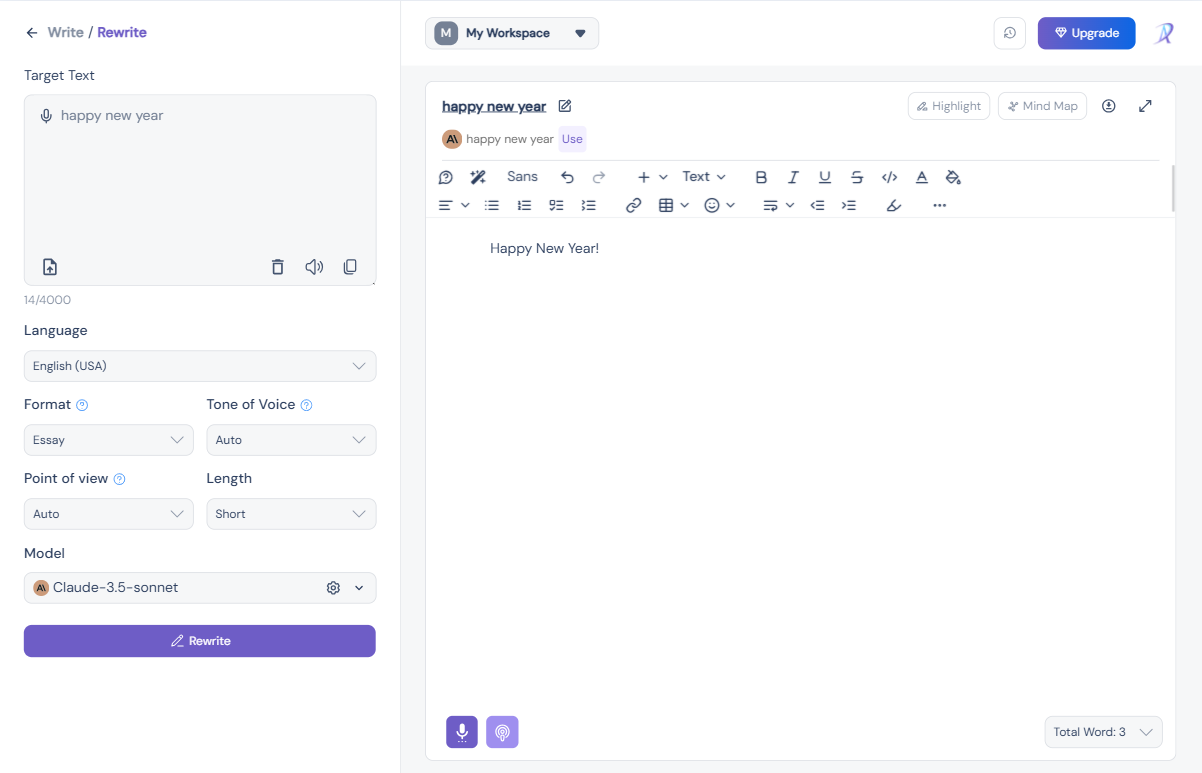 Write / Rewrite
Target Text
happy new year
14/4000
Language
English (USA)
Format
Tone of Voice
Essay
Auto
Point of view
Length
Auto
Short
Model
A\ Claude-3.5-sonnet
Rewrite
M My Workspace
Upgrade
happy new year
Highlight
Mind Map
A\ happy new year Use
Sans
Text
B I U S </> A
Happy New Year!
Total Word: 3